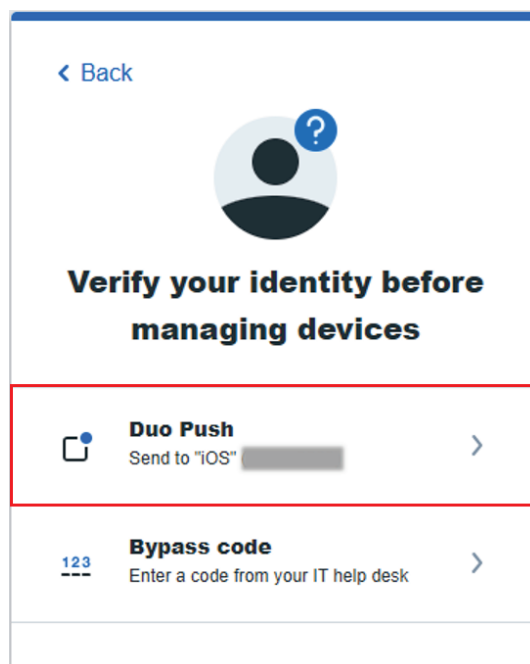 Back
?
Verify your identity before
managing devices
Duo Push
Send to "iOS" (
Bypass code
123
Enter a code from your IT help desk